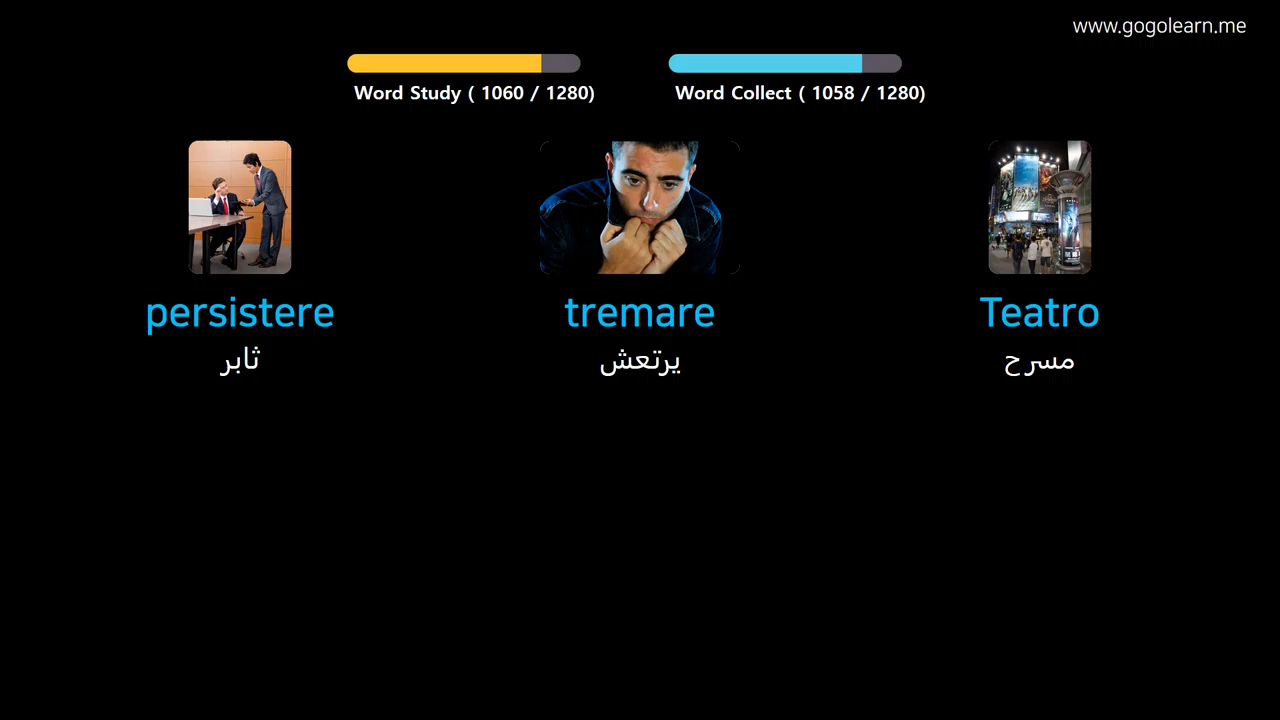 www.gogolearn.me
Word Study ( 1060 / 1280)
Word Collect ( 1058 / 1280)
persistere
tremare
Teatro
ثابر
يرتعش
مسرح